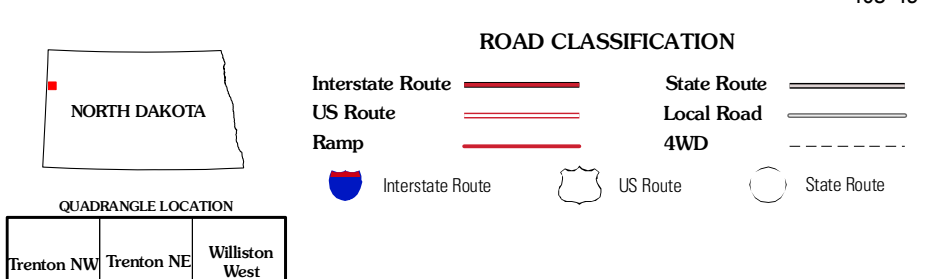 ROAD CLASSIFICATION
Interstate Route
State Route
US Route
Local Road
Ramp
4WD
NORTH DAKOTA
Interstate Route
US Route
State Route
QUADRANGLE LOCATION
Trenton NW
Trenton NE
Williston
West